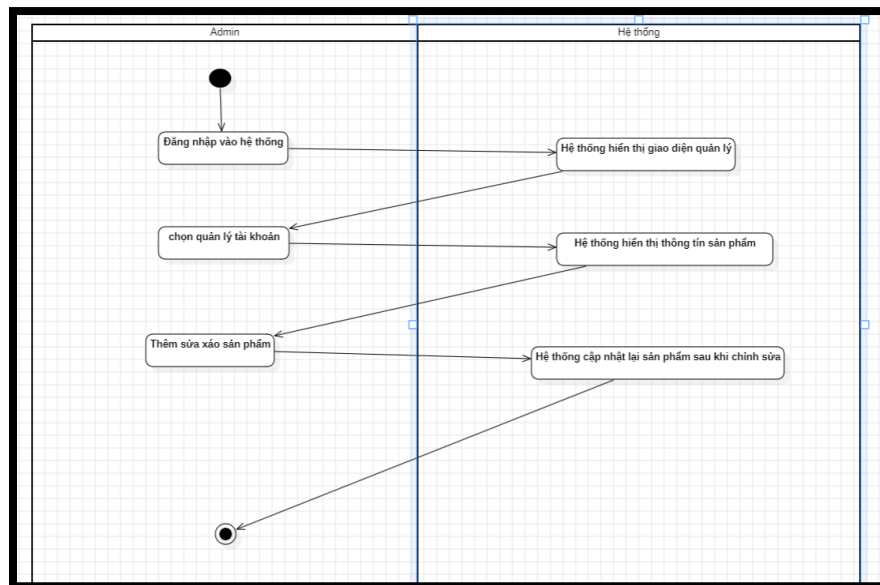 Admin
Hệ thống
Đăng nhập vào hệ thống
Hệ thống hiển thị giao diện quản lý
chọn quản lý tài khoản
Hệ thống hiển thị thông tín sản phẩm
Thêm sửa xáo sản phẩm
Hệ thống cập nhật lại sản phẩm sau khi chỉnh sửa